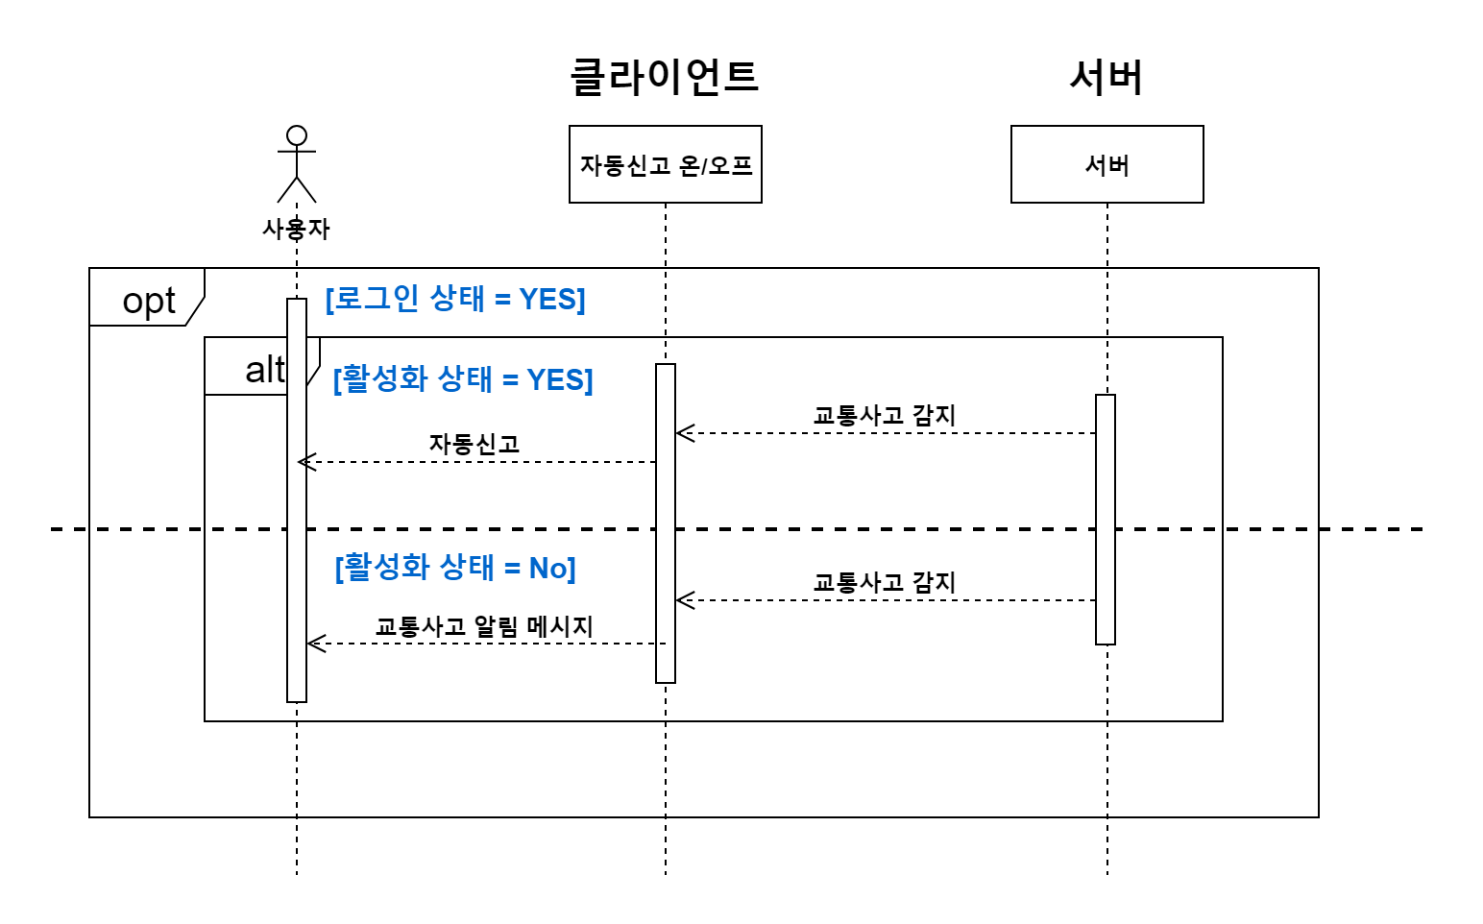 클라이언트
서버
자동신고 온/오프
서버
사용자
opt
[로그인 상태 = YES]
alt
[활성화 상태 = YES]
교통사고 감지
자동신고
[활성화 상태 = No]
교통사고 감지
교통사고 알림 메시지